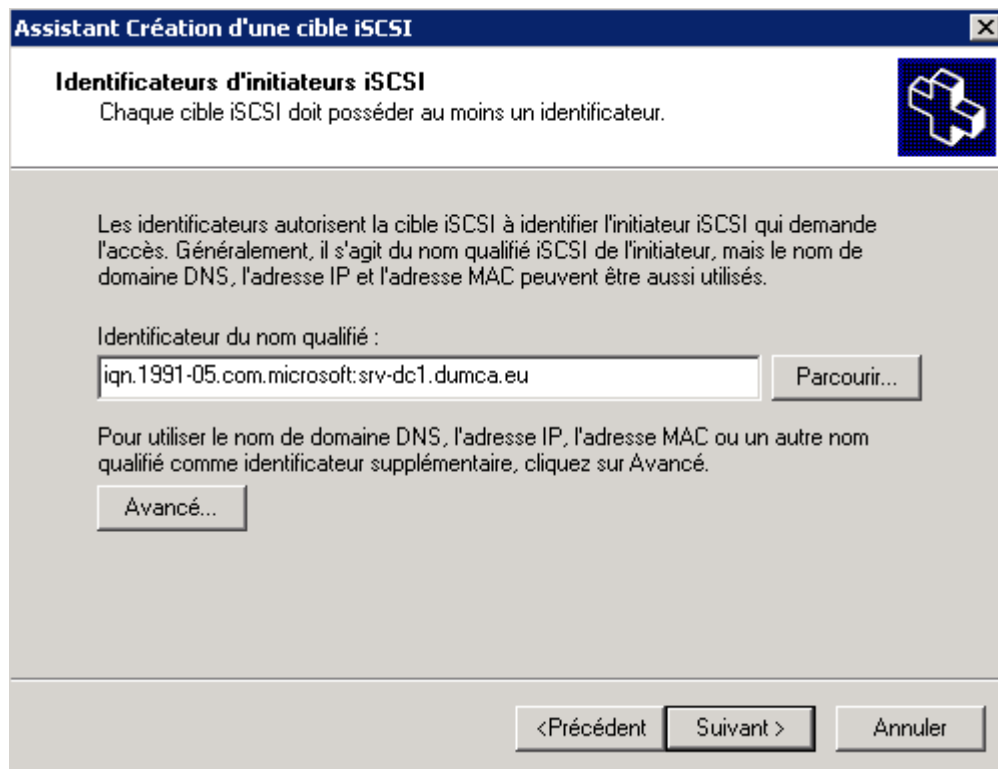 Assistant Création d'une cible iSCSI
Identificateurs d'initiateurs iSCSI
Chaque cible iSCSI doit posséder au moins un identificateur.
Les identificateurs autorisent la cible iSCSI à identifier l'initiateur iSCSI qui demande
l'accès. Généralement, il s'agit du nom qualifié iSCSI de l'initiateur, mais le nom de
domaine DNS, l'adresse IP et l'adresse MAC peuvent être aussi utilisés.
Identificateur du nom qualifié :
iqn.1991-05.com.microsoft:srv-dc1.dumca.eu
Parcourir...
Pour utiliser le nom de domaine DNS, l'adresse IP, l'adresse MAC ou un autre nom
qualifié comme identificateur supplémentaire, cliquez sur Avancé.
Avancé...
<Précédent
Suivant >
Annuler